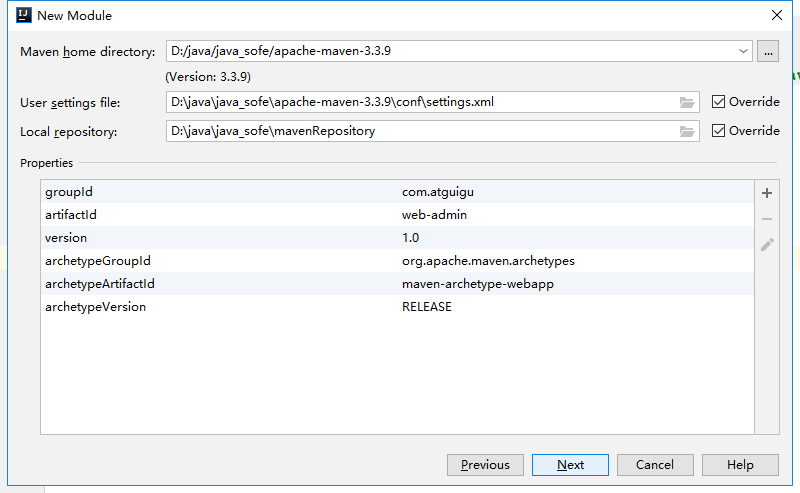 New Module
Maven home directory: D:/java/java_sofe/apache-maven-3.3.9 ...
(Version: 3.3.9)
User settings file: D:\java\java_sofe\apache-maven-3.3.9\conf\settings.xml Override
Local repository: D:\java\java_sofe\mavenRepository Override
Properties
groupId com.atguigu
artifactId web-admin
version 1.0
archetypeGroupId org.apache.maven.archetypes
archetypeArtifactId maven-archetype-webapp
archetypeVersion RELEASE
Previous Next Cancel Help